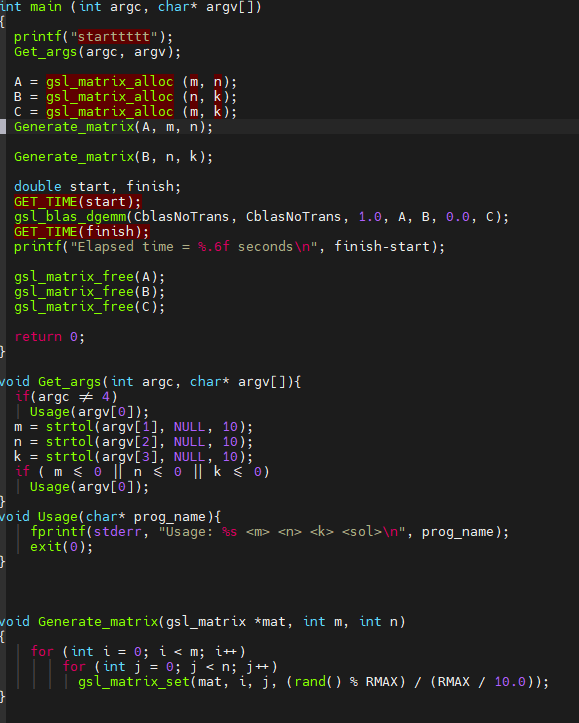 int main (int argc, char* argv[])
{
  printf("starttttt");
  Get_args(argc, argv);

  A = gsl_matrix_alloc (m, n);
  B = gsl_matrix_alloc (n, k);
  C = gsl_matrix_alloc (m, k);
  Generate_matrix(A, m, n);

  Generate_matrix(B, n, k);

  double start, finish;
  GET_TIME(start);
  gsl_blas_dgemm(CblasNoTrans, CblasNoTrans, 1.0, A, B, 0.0, C);
  GET_TIME(finish);
  printf("Elapsed time = %.6f seconds\n", finish-start);

  gsl_matrix_free(A);
  gsl_matrix_free(B);
  gsl_matrix_free(C);

  return 0;
}

void Get_args(int argc, char* argv[]){
  if(argc ≠ 4)
    Usage(argv[0]);
  m = strtol(argv[1], NULL, 10);
  n = strtol(argv[2], NULL, 10);
  k = strtol(argv[3], NULL, 10);
  if ( m ⩽ 0 || n ⩽ 0 || k ⩽ 0)
    Usage(argv[0]);
}
void Usage(char* prog_name){
    fprintf(stderr, "Usage: %s <m> <n> <k> <sol>\n", prog_name);
    exit(0);
}

void Generate_matrix(gsl_matrix *mat, int m, int n)
{
    for (int i = 0; i < m; i++)
        for (int j = 0; j < n; j++)
          gsl_matrix_set(mat, i, j, (rand() % RMAX) / (RMAX / 10.0));
}